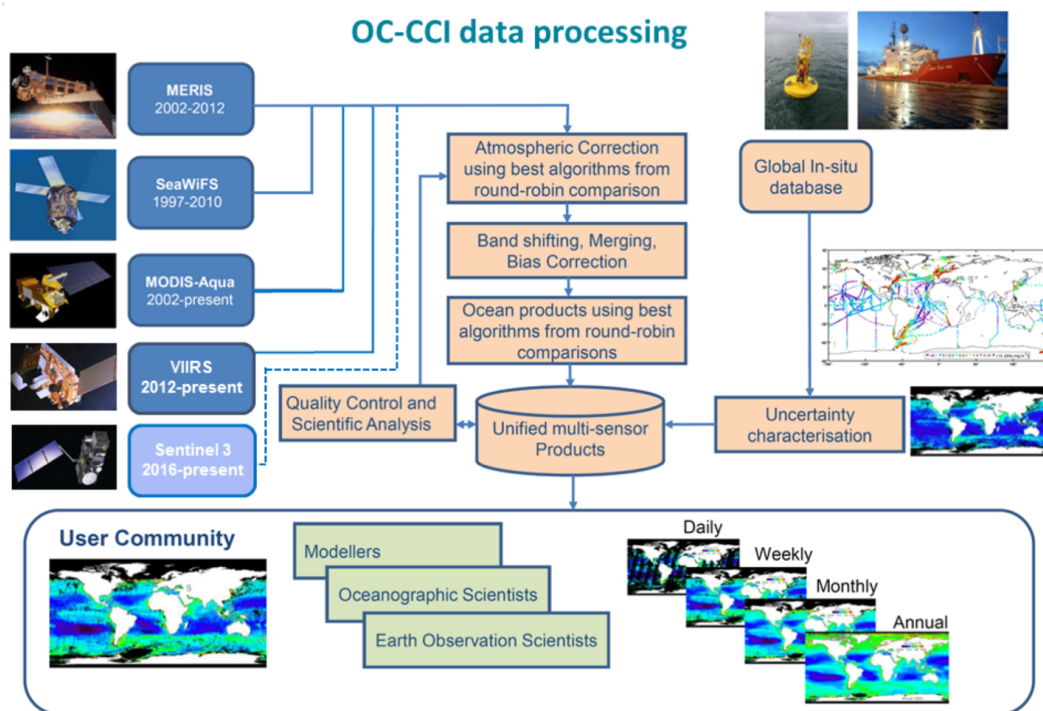 OC-CCI data processing
MERIS
2002-2012
SeaWiFS
1997-2010
MODIS-Aqua
2002-present
VIIRS
2012-present
Sentinel 3
2016-present
Atmospheric Correction
using best algorithms from
round-robin comparison
Band shifting, Merging,
Bias Correction
Ocean products using best
algorithms from round-robin
comparisons
Quality Control and
Scientific Analysis
Unified multi-sensor
Products
Global In-situ
database
Uncertainty
characterisation
User Community
Modellers
Oceanographic Scientists
Earth Observation Scientists
Daily
Weekly
Monthly
Annual